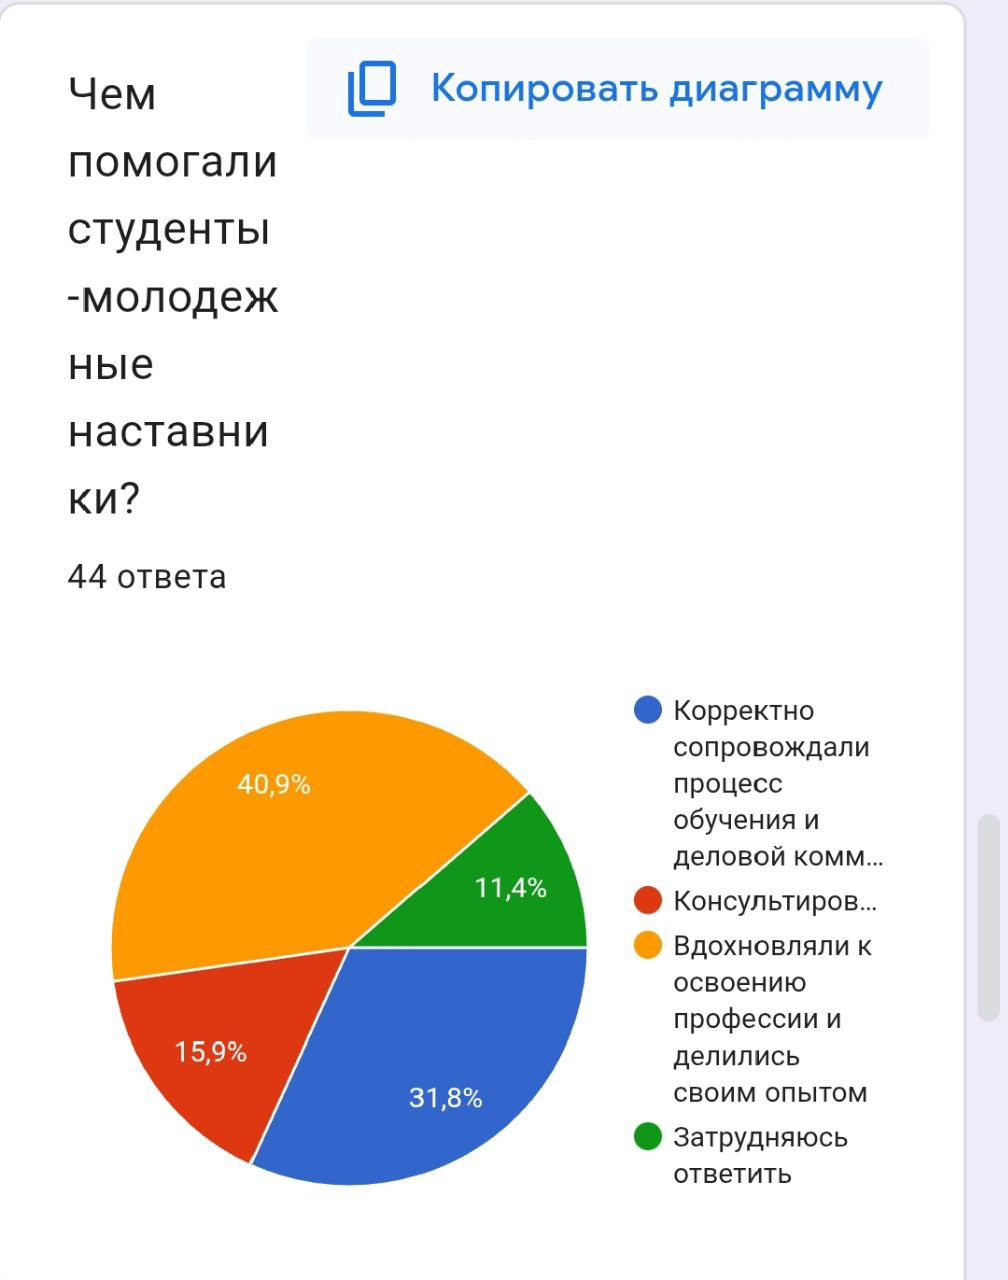 Чем
помогали
студенты
-молодеж
ные
наставни
ки?
Копировать диаграмму
44 ответа
40,9%
11,4%
15,9%
31,8%
Корректно
сопровождали
процесс
обучения и
деловой комм...
Консультиров...
Вдохновляли к
освоению
профессии и
делились
своим опытом
Затрудняюсь
ответить